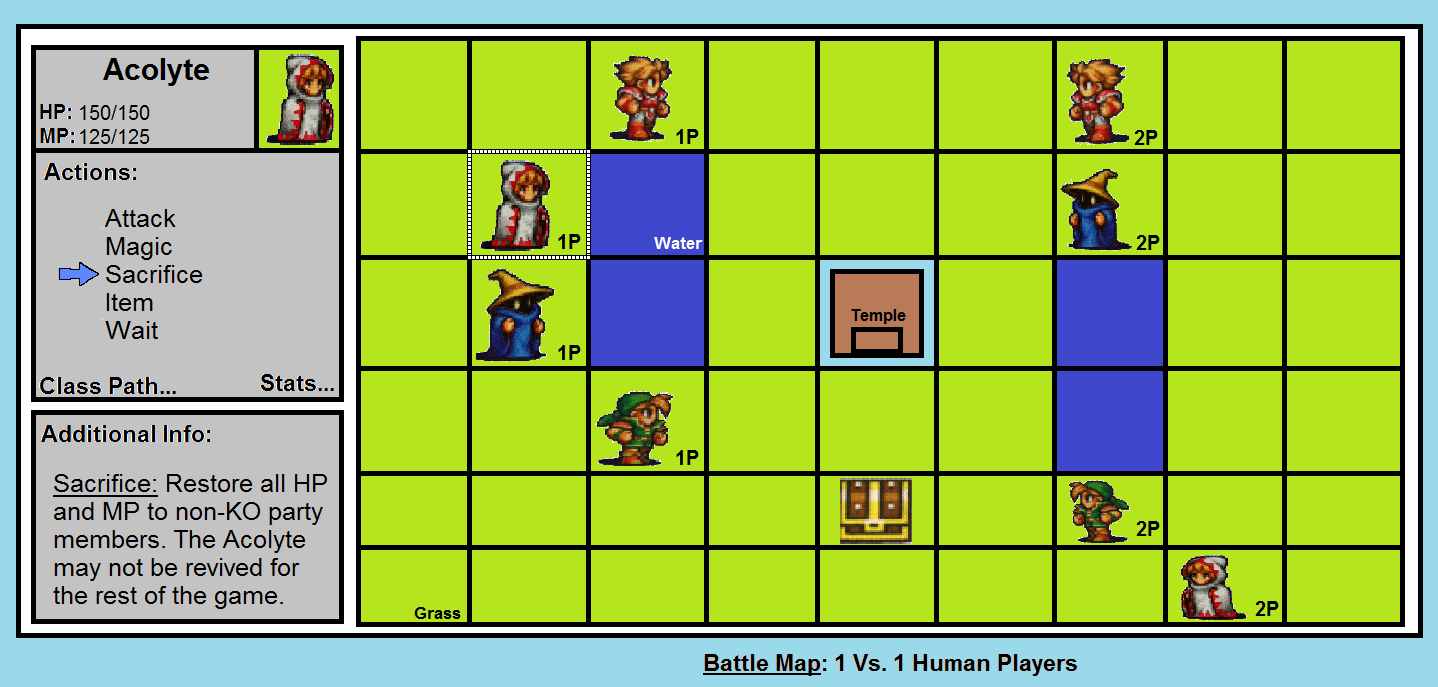 Acolyte
HP: 150/150
MP: 125/125
Actions:
Attack
Magic
Sacrifice
Item
Wait
Class Path...
Stats...
Additional Info:
Sacrifice: Restore all HP
and MP to non-KO party
members. The Acolyte
may not be revived for
the rest of the game.
1P
2P
1P
Water
2P
1P
Temple
1P
2P
Grass
2P
Battle Map: 1 Vs. 1 Human Players